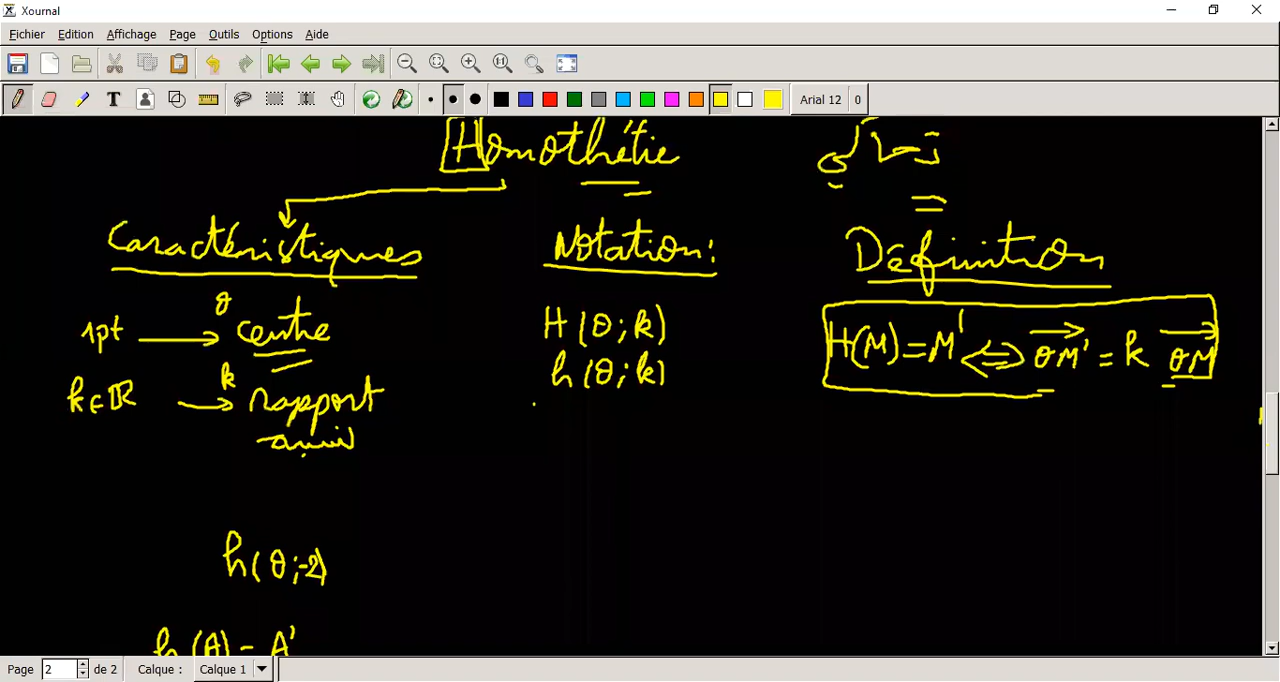 Xournal
Fichier Edition Affichage Page Outils Options Aide
Arial 12 0
Homothétie
Caractéristiques
Notation:
Définition
1pt → centre O
k∈ℝ → rapport k
H(O;k)
h(O;k)
H(M)=M' ⇔ OM' = k OM
h(O;-2)
h(A) = A'
Page 2 de 2 Calque : Calque 1